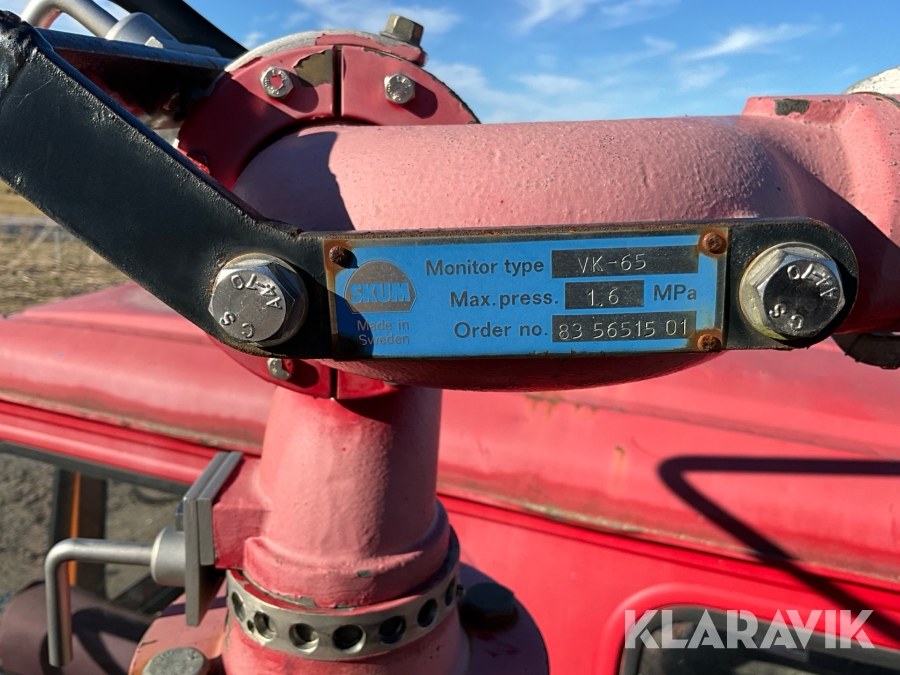 SKUM
Made in
Sweden
Monitor type VK-65
Max. press. 1.6 MPa
Order no. 83 56515 01
A4-70
C S
A4-70
C S
KLARAVIK